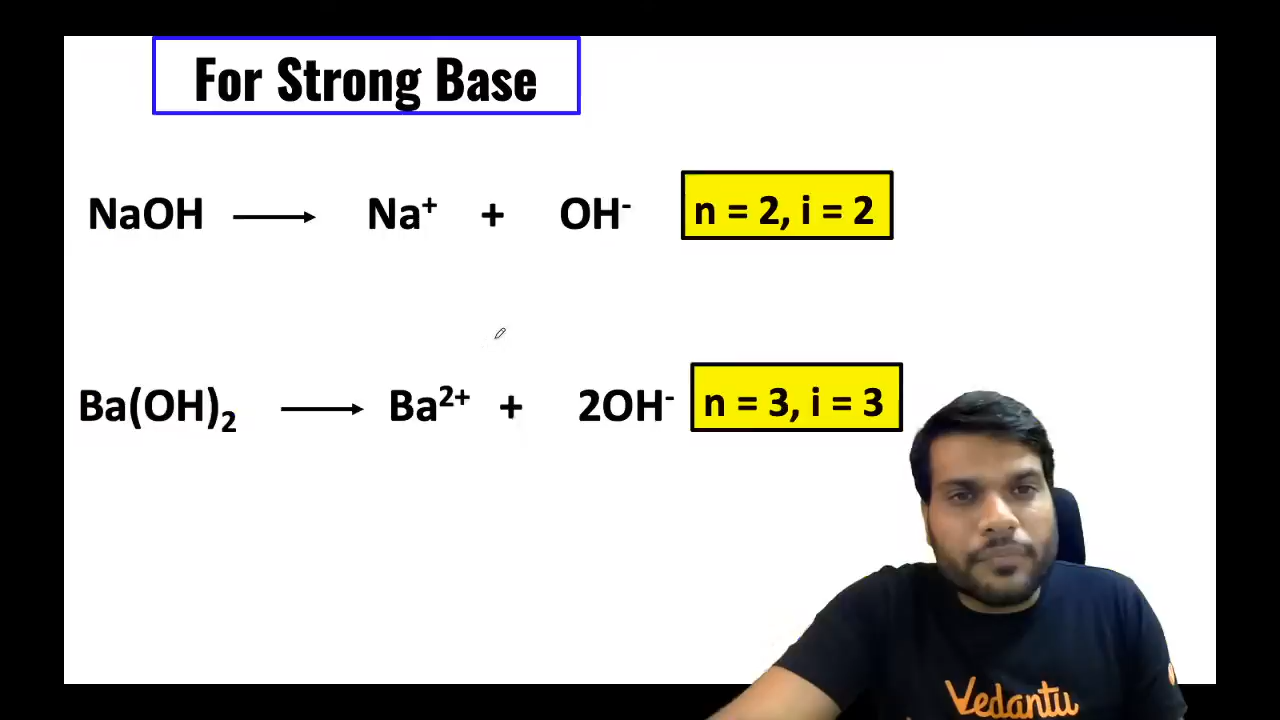 For Strong Base
NaOH ⟶ Na⁺ + OH⁻ n = 2, i = 2
Ba(OH)₂ ⟶ Ba²⁺ + 2OH⁻ n = 3, i = 3
Vedantu